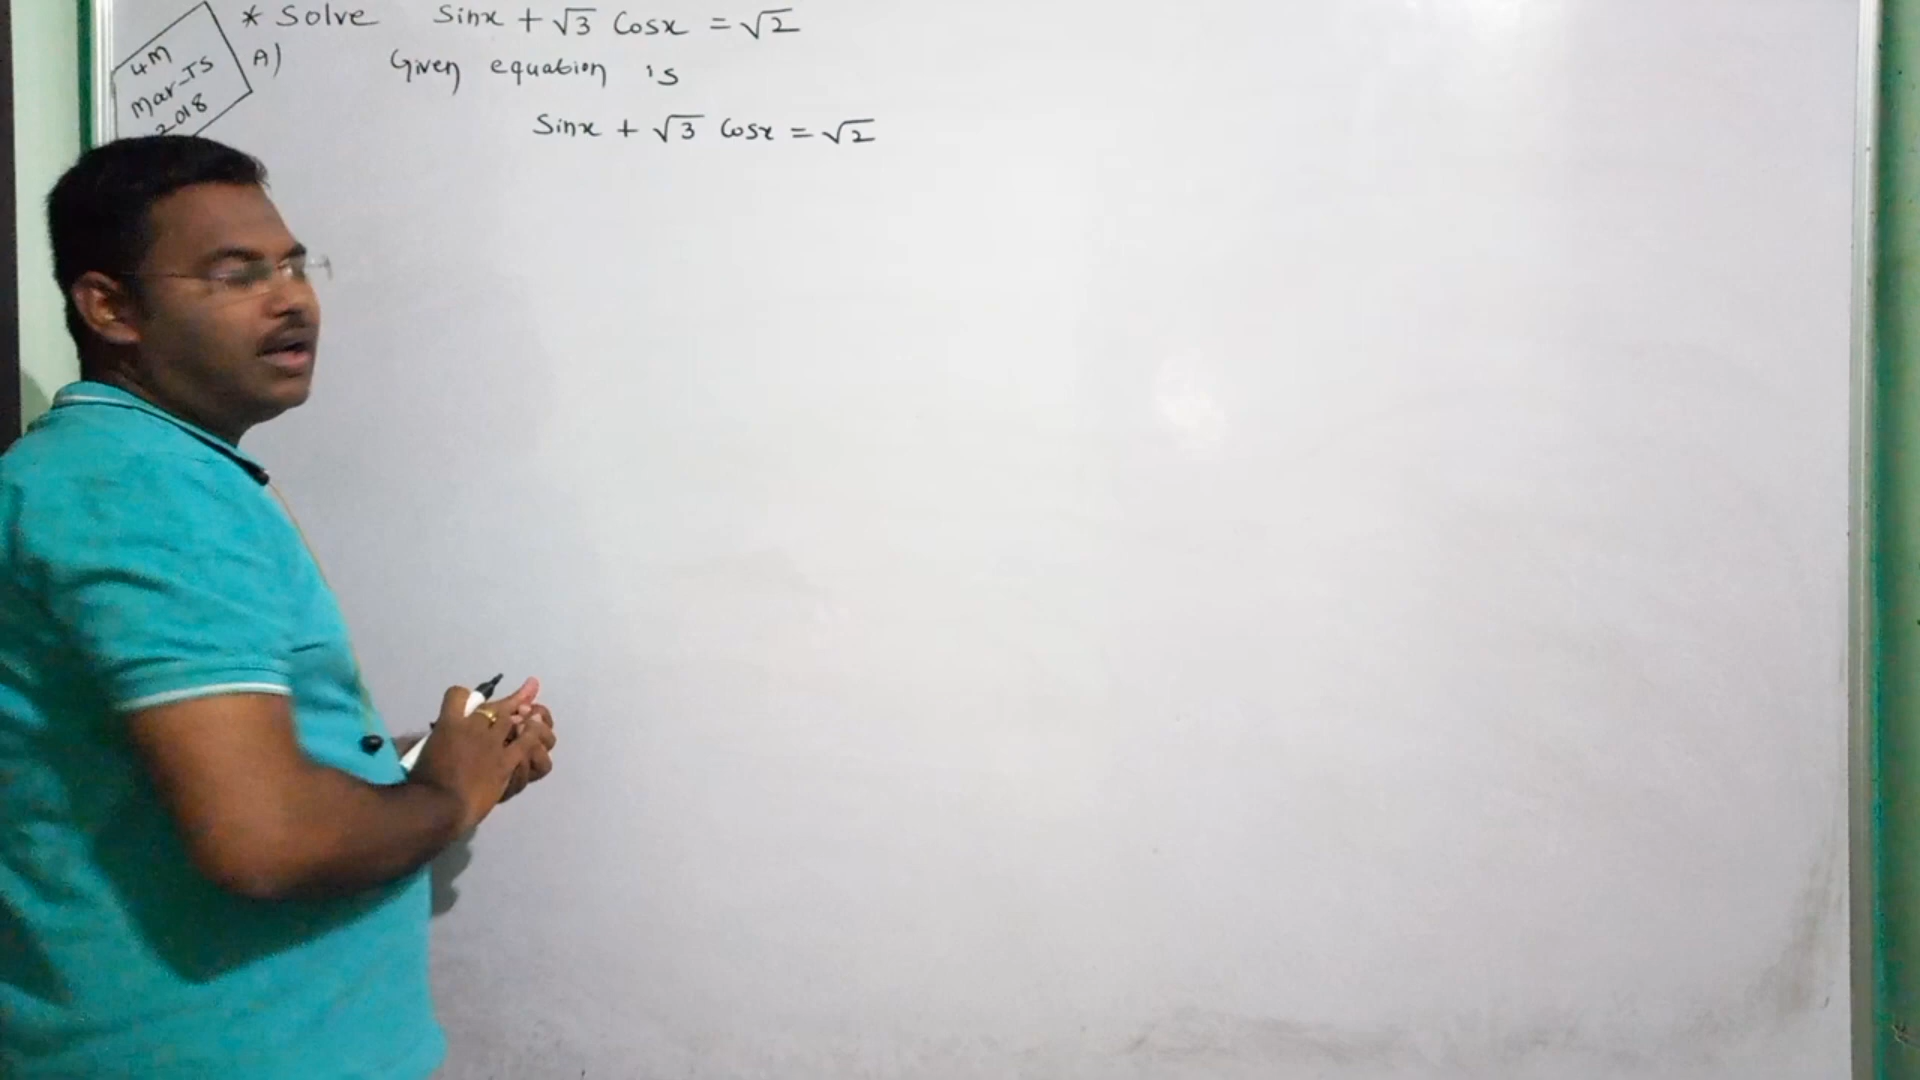 * Solve Sinx + √3 Cosx = √2
4M
Mar-TS
2018
A) Given equation is
Sinx + √3 Cosx = √2